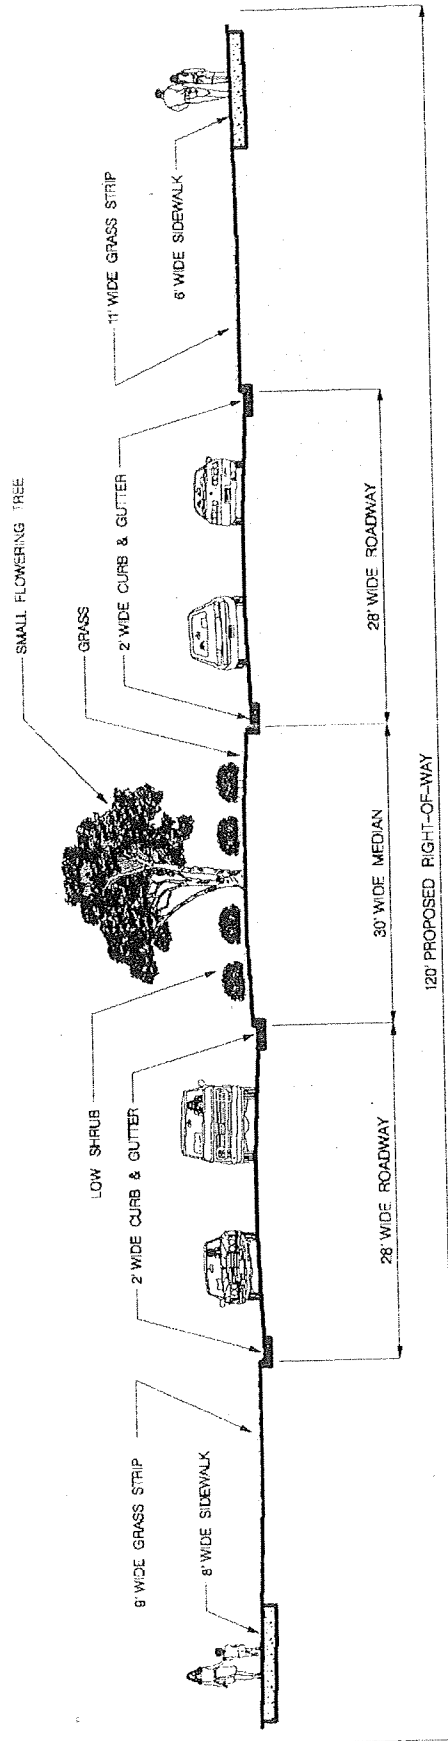 SMALL FLOWERING TREE
GRASS
LOW SHRUB
2' WIDE CURB & GUTTER
2' WIDE CURB & GUTTER
9' WIDE GRASS STRIP
11' WIDE GRASS STRIP
8' WIDE SIDEWALK
6' WIDE SIDEWALK
28' WIDE ROADWAY
30' WIDE MEDIAN
28' WIDE ROADWAY
120' PROPOSED RIGHT-OF-WAY